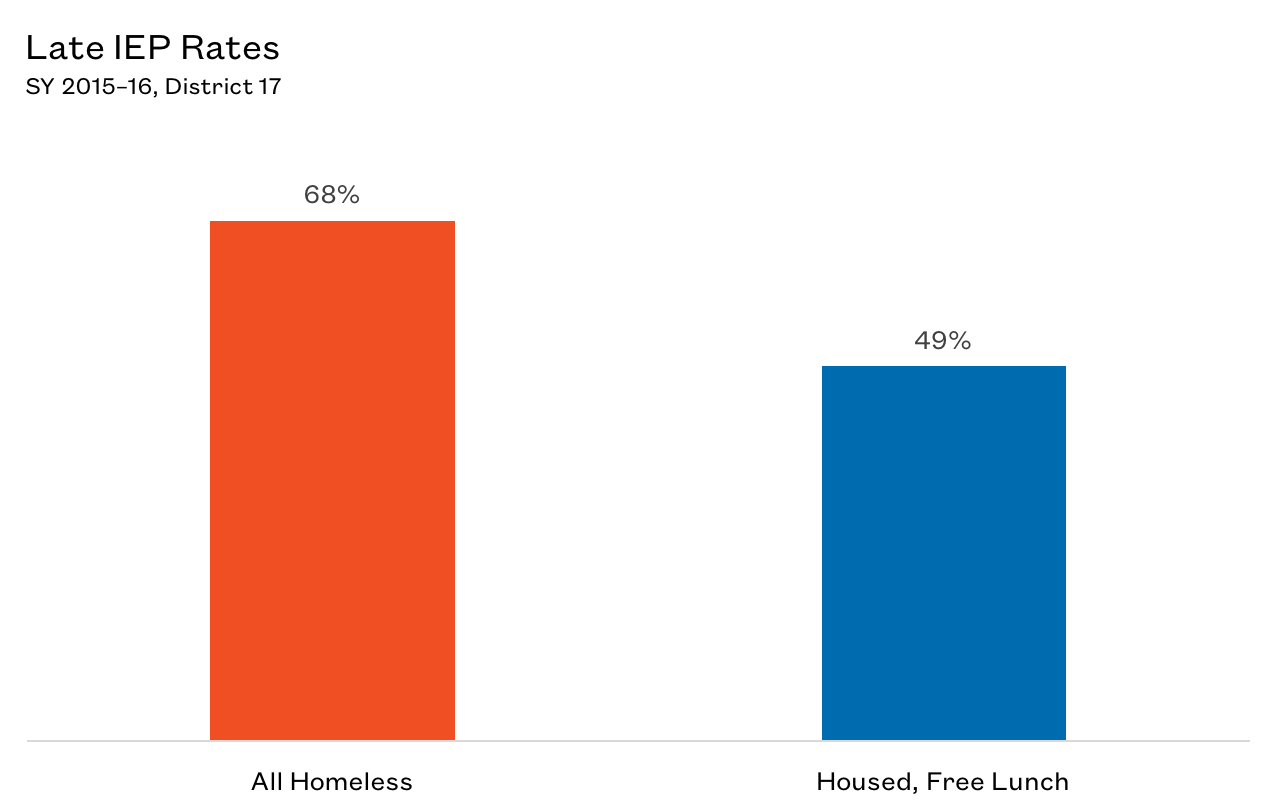 Late IEP Rates
SY 2015–16, District 17
68%
49%
All Homeless
Housed, Free Lunch